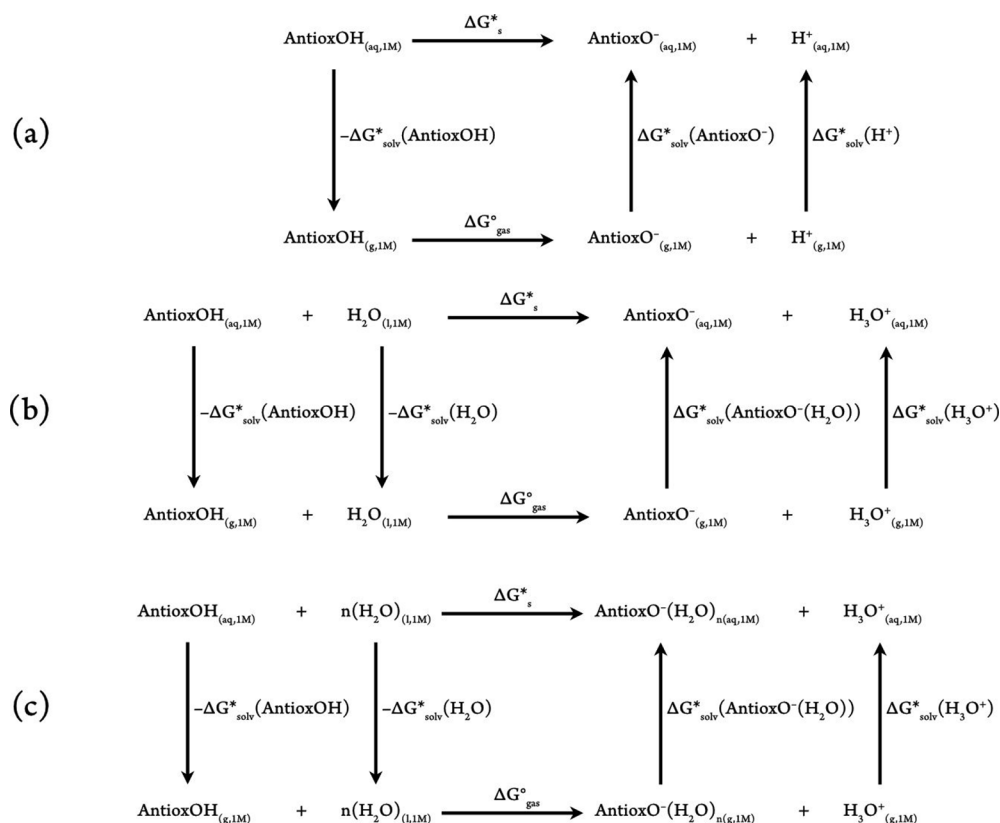 ΔG*s
AntioxOH(aq,1M) AntioxO⁻(aq,1M) + H⁺(aq,1M)
(a) −ΔG*solv(AntioxOH) ΔG*solv(AntioxO⁻) ΔG*solv(H⁺)
ΔG°gas
AntioxOH(g,1M) AntioxO⁻(g,1M) + H⁺(g,1M)
ΔG*s
AntioxOH(aq,1M) + H₂O(l,1M) AntioxO⁻(aq,1M) + H₃O⁺(aq,1M)
(b) −ΔG*solv(AntioxOH) −ΔG*solv(H₂O) ΔG*solv(AntioxO⁻(H₂O)) ΔG*solv(H₃O⁺)
ΔG°gas
AntioxOH(g,1M) + H₂O(l,1M) AntioxO⁻(g,1M) + H₃O⁺(g,1M)
ΔG*s
AntioxOH(aq,1M) + n(H₂O)(l,1M) AntioxO⁻(H₂O)n(aq,1M) + H₃O⁺(aq,1M)
(c) −ΔG*solv(AntioxOH) −ΔG*solv(H₂O) ΔG*solv(AntioxO⁻(H₂O)) ΔG*solv(H₃O⁺)
ΔG°gas
AntioxOH(g,1M) + n(H₂O)(l,1M) AntioxO⁻(H₂O)n(g,1M) + H₃O⁺(g,1M)